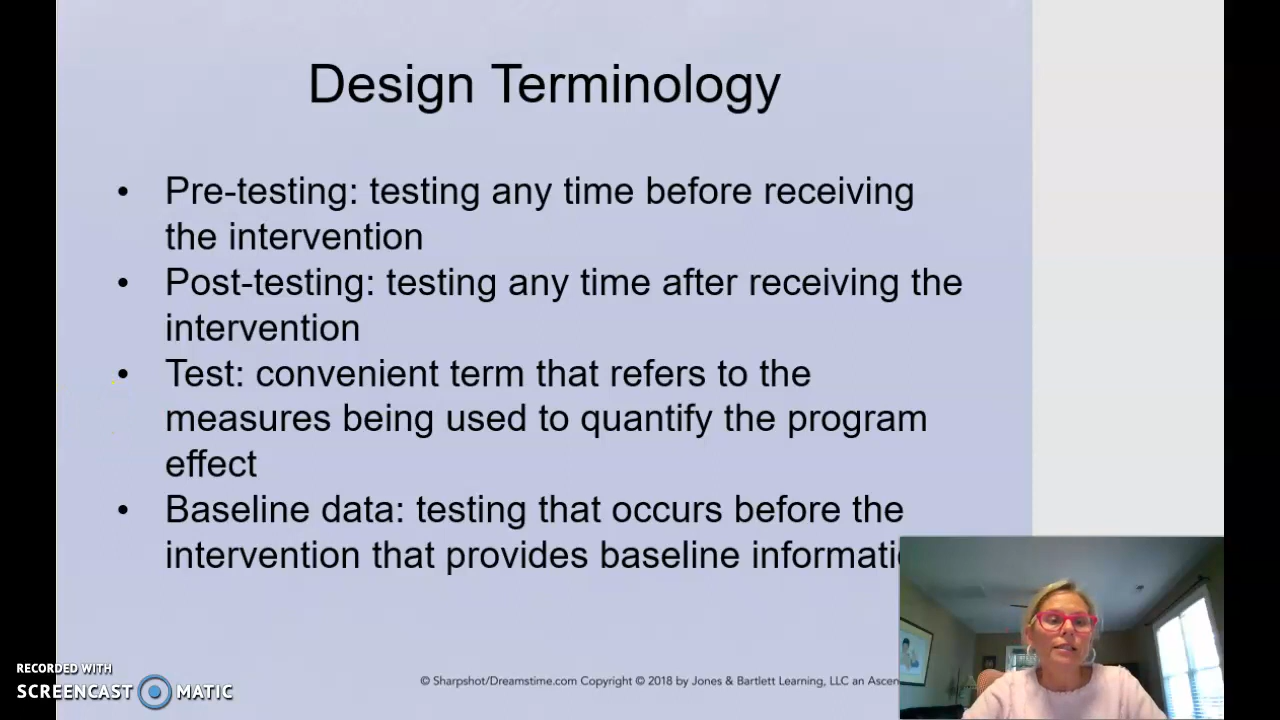 Design Terminology
• Pre-testing: testing any time before receiving
the intervention
• Post-testing: testing any time after receiving the
intervention
• Test: convenient term that refers to the
measures being used to quantify the program
effect
• Baseline data: testing that occurs before the
intervention that provides baseline informati
© Sharpshot/Dreamstime.com Copyright © 2018 by Jones & Bartlett Learning, LLC an Ascen
RECORDED WITH
SCREENCAST MATIC